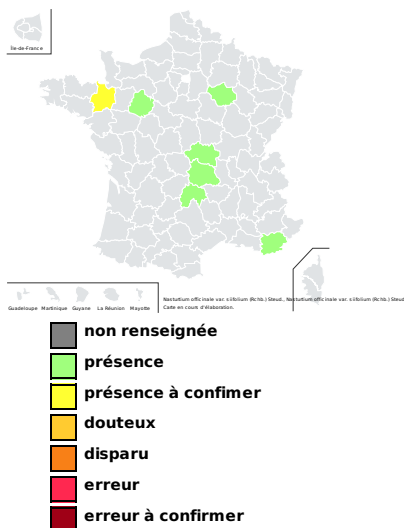 Île-de-France
Guadeloupe Martinique Guyane La Réunion Mayotte
Nasturtium officinale var. siifolium (Rchb.) Steud., Nasturtium officinale var. siifolium (Rchb.) Steud
Carte en cours d'élaboration.
non renseignée
présence
présence à confimer
douteux
disparu
erreur
erreur à confirmer